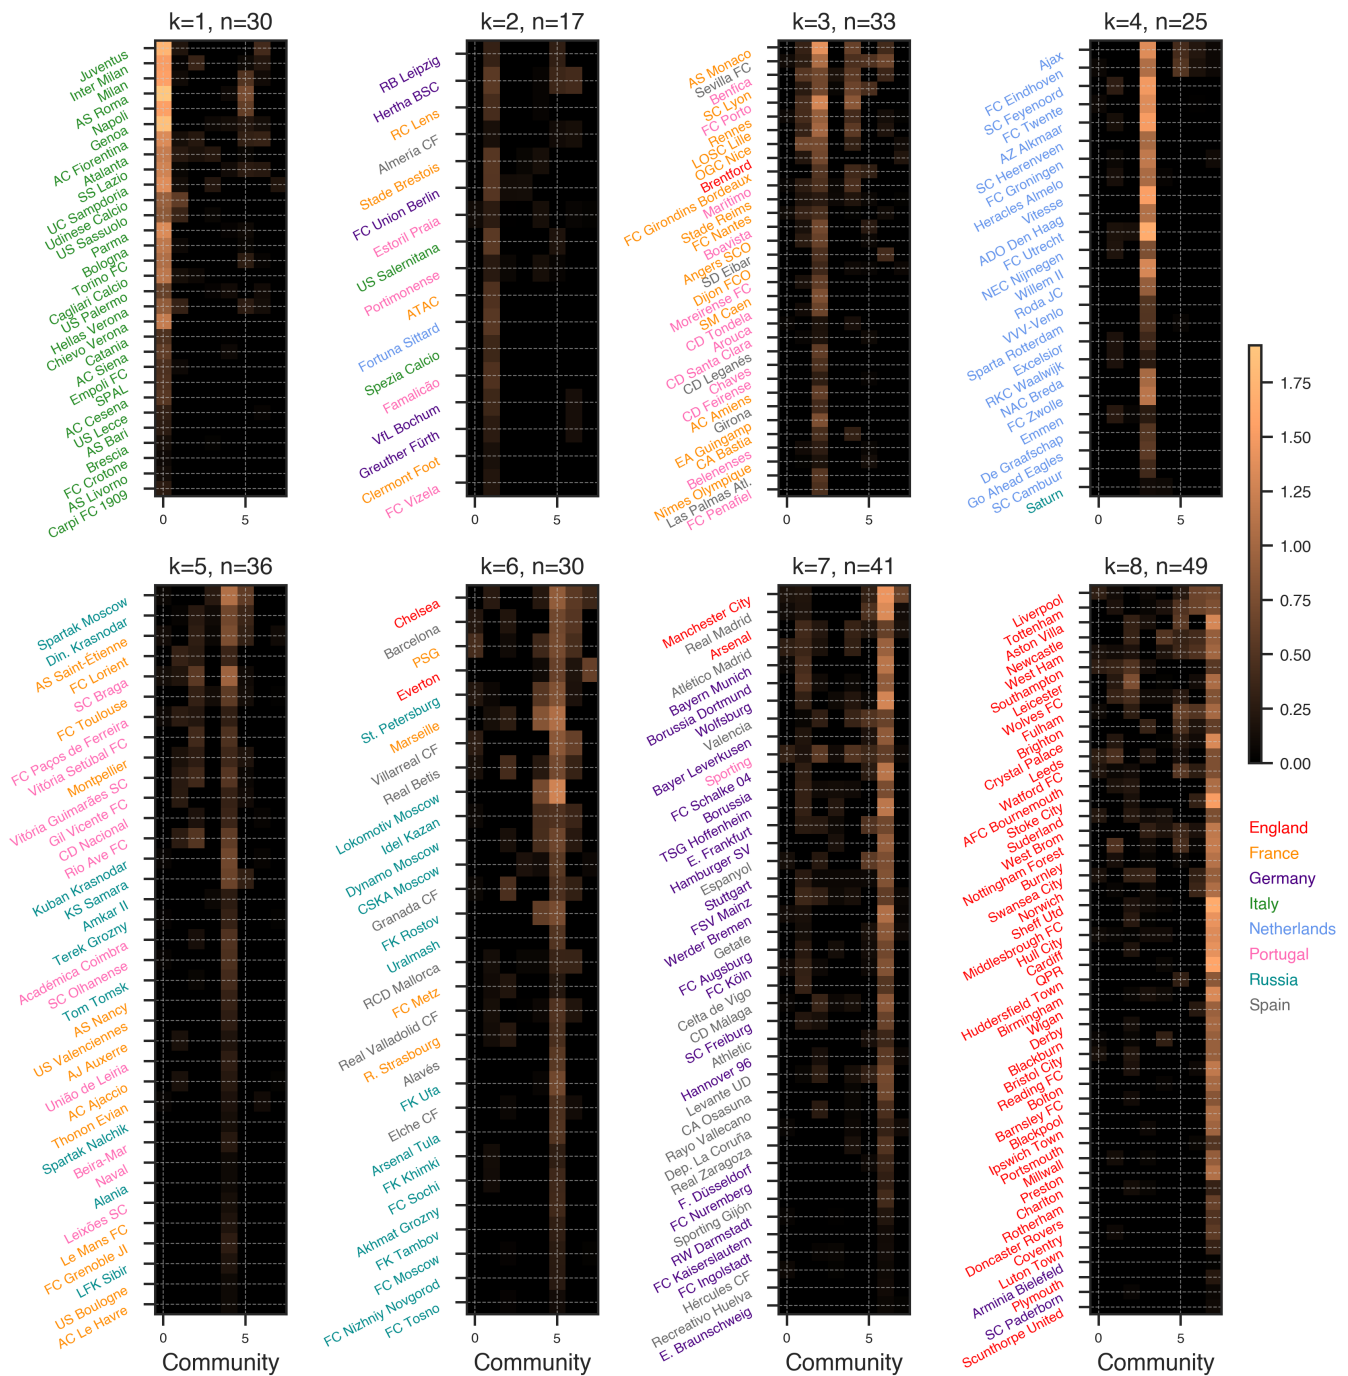 k=1, n=30
Juventus
Inter Milan
Milan
AS Roma
Napoli
Genoa
AC Fiorentina
Atalanta
SS Lazio
UC Sampdoria
Udinese Calcio
US Sassuolo
Parma
Bologna
Torino FC
Cagliari Calcio
US Palermo
Hellas Verona
Chievo Verona
Catania
AC Siena
Empoli FC
SPAL
AC Cesena
US Lecce
AS Bari
Brescia
FC Crotone
AS Livorno
Carpi FC 1909
0 5
k=2, n=17
RB Leipzig
Hertha BSC
RC Lens
Almería CF
Stade Brestois
FC Union Berlin
Estoril Praia
US Salernitana
Portimonense
ATAC
Fortuna Sittard
Spezia Calcio
Famalicão
VfL Bochum
Greuther Fürth
Clermont Foot
FC Vizela
0 5
k=3, n=33
AS Monaco
Sevilla FC
Benfica
SC Lyon
FC Porto
Rennes
LOSC Lille
OGC Nice
Brentford
FC Girondins Bordeaux
Marítimo
Stade Reims
FC Nantes
Boavista
Angers SCO
SD Eibar
Dijon FCO
Moreirense FC
SM Caen
CD Tondela
Arouca
CD Santa Clara
CD Leganés
Chaves
CD Feirense
AC Amiens
Girona
EA Guingamp
CA Bastia
Belenenses
Nîmes Olympique
Las Palmas Atl.
FC Penafiel
0 5
k=4, n=25
Ajax
FC Eindhoven
SC Feyenoord
FC Twente
AZ Alkmaar
SC Heerenveen
FC Groningen
Heracles Almelo
Vitesse
ADO Den Haag
FC Utrecht
NEC Nijmegen
Willem II
Roda JC
VVV-Venlo
Sparta Rotterdam
Excelsior
RKC Waalwijk
NAC Breda
FC Zwolle
Emmen
De Graafschap
Go Ahead Eagles
SC Cambuur
Saturn
0 5
k=5, n=36
Spartak Moscow
Din. Krasnodar
AS Saint-Étienne
FC Lorient
SC Braga
FC Toulouse
FC Paços de Ferreira
Vitória Setúbal FC
Montpellier
Vitória Guimarães SC
Gil Vicente FC
CD Nacional
Rio Ave FC
Kuban Krasnodar
KS Samara
Amkar II
Terek Grozny
Académica Coimbra
SC Olhanense
Tom Tomsk
AS Nancy
US Valenciennes
AJ Auxerre
União de Leiria
AC Ajaccio
Thonon Evian
Spartak Nalchik
Beira-Mar
Naval
Alania
Leixões SC
Le Mans FC
FC Grenoble JI
LFK Sibir
US Boulogne
AC Le Havre
0 5
Community
k=6, n=30
Chelsea
Barcelona
PSG
Everton
St. Petersburg
Marseille
Villarreal CF
Real Betis
Lokomotiv Moscow
Idel Kazan
Dynamo Moscow
CSKA Moscow
Granada CF
FK Rostov
Uralmash
RCD Mallorca
FC Metz
Real Valladolid CF
R. Strasbourg
Alavés
FK Ufa
Elche CF
Arsenal Tula
FK Khimki
FC Sochi
Akhmat Grozny
FK Tambov
FC Moscow
FC Nizhniy Novgorod
FC Tosno
0 5
Community
k=7, n=41
Manchester City
Real Madrid
Arsenal
Atlético Madrid
Bayern Munich
Borussia Dortmund
Wolfsburg
Valencia
Bayer Leverkusen
Sporting
FC Schalke 04
Borussia
TSG Hoffenheim
E. Frankfurt
Hamburger SV
Espanyol
Stuttgart
FSV Mainz
Werder Bremen
Getafe
FC Augsburg
FC Köln
Celta de Vigo
CD Málaga
SC Freiburg
Athletic
Hannover 96
Levante UD
CA Osasuna
Rayo Vallecano
Dep. La Coruña
Real Zaragoza
F. Düsseldorf
FC Nuremberg
Sporting Gijón
RW Darmstadt
FC Kaiserslautern
FC Ingolstadt
Hércules CF
Recreativo Huelva
E. Braunschweig
0 5
Community
k=8, n=49
Liverpool
Tottenham
Aston Villa
Newcastle
West Ham
Southampton
Leicester
Wolves FC
Fulham
Brighton
Crystal Palace
Leeds
Watford FC
AFC Bournemouth
Stoke City
Suderland
West Brom
Nottingham Forest
Burnley
Swansea City
Norwich
Sheff Utd
Middlesbrough FC
Hull City
Cardiff
QPR
Huddersfield Town
Birmingham
Wigan
Derby
Blackburn
Bristol City
Reading FC
Bolton
Barnsley FC
Blackpool
Ipswich Town
Portsmouth
Millwall
Preston
Charlton
Rotherham
Doncaster Rovers
Coventry
Luton Town
Arminia Bielefeld
Plymouth
SC Paderborn
Scunthorpe United
0 5
Community
1.75
1.50
1.25
1.00
0.75
0.50
0.25
0.00
England
France
Germany
Italy
Netherlands
Portugal
Russia
Spain